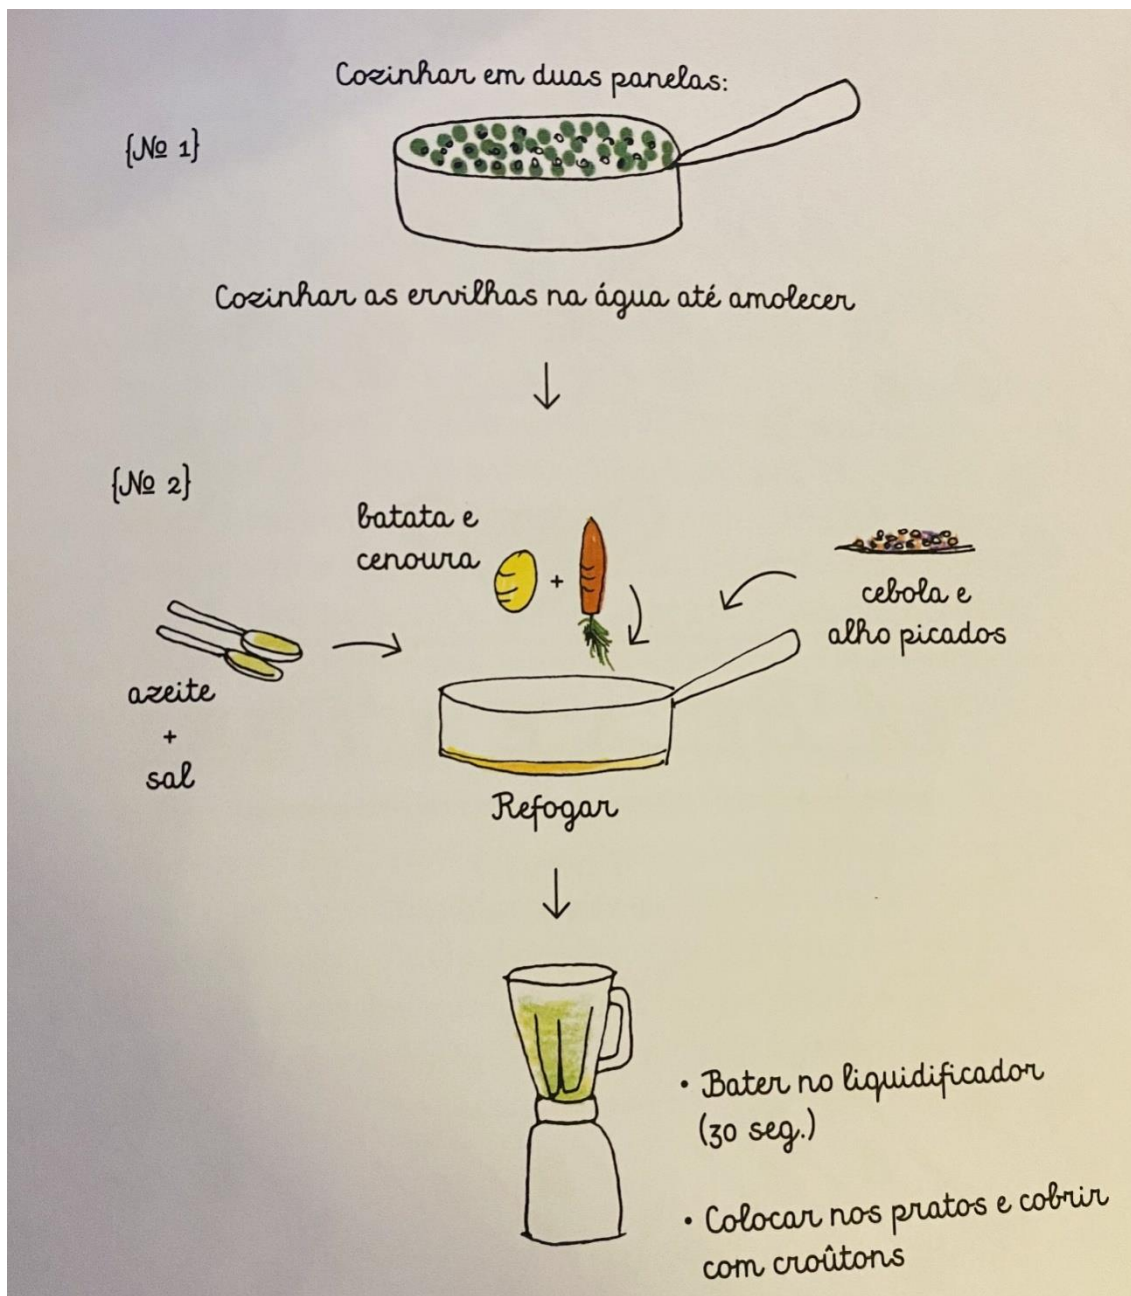 Cozinhar em duas panelas:
{Nº 1}
Cozinhar as ervilhas na água até amolecer
{Nº 2}
batata e
cenoura
+
cebola e
alho picados
azeite
+
sal
Refogar
• Bater no liquidificador
(30 seg.)
• Colocar nos pratos e cobrir
com croûtons